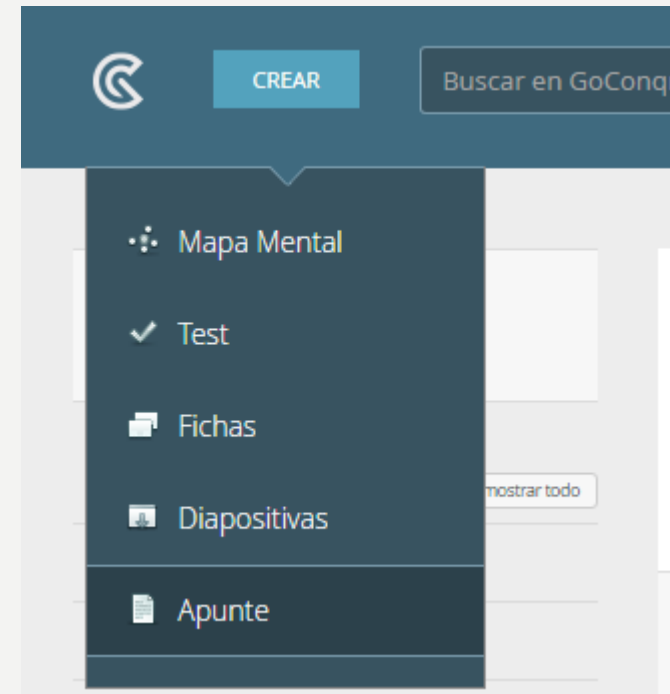 CREAR
Buscar en GoConq
Mapa Mental
Test
Fichas
mostrar todo
Diapositivas
Apunte